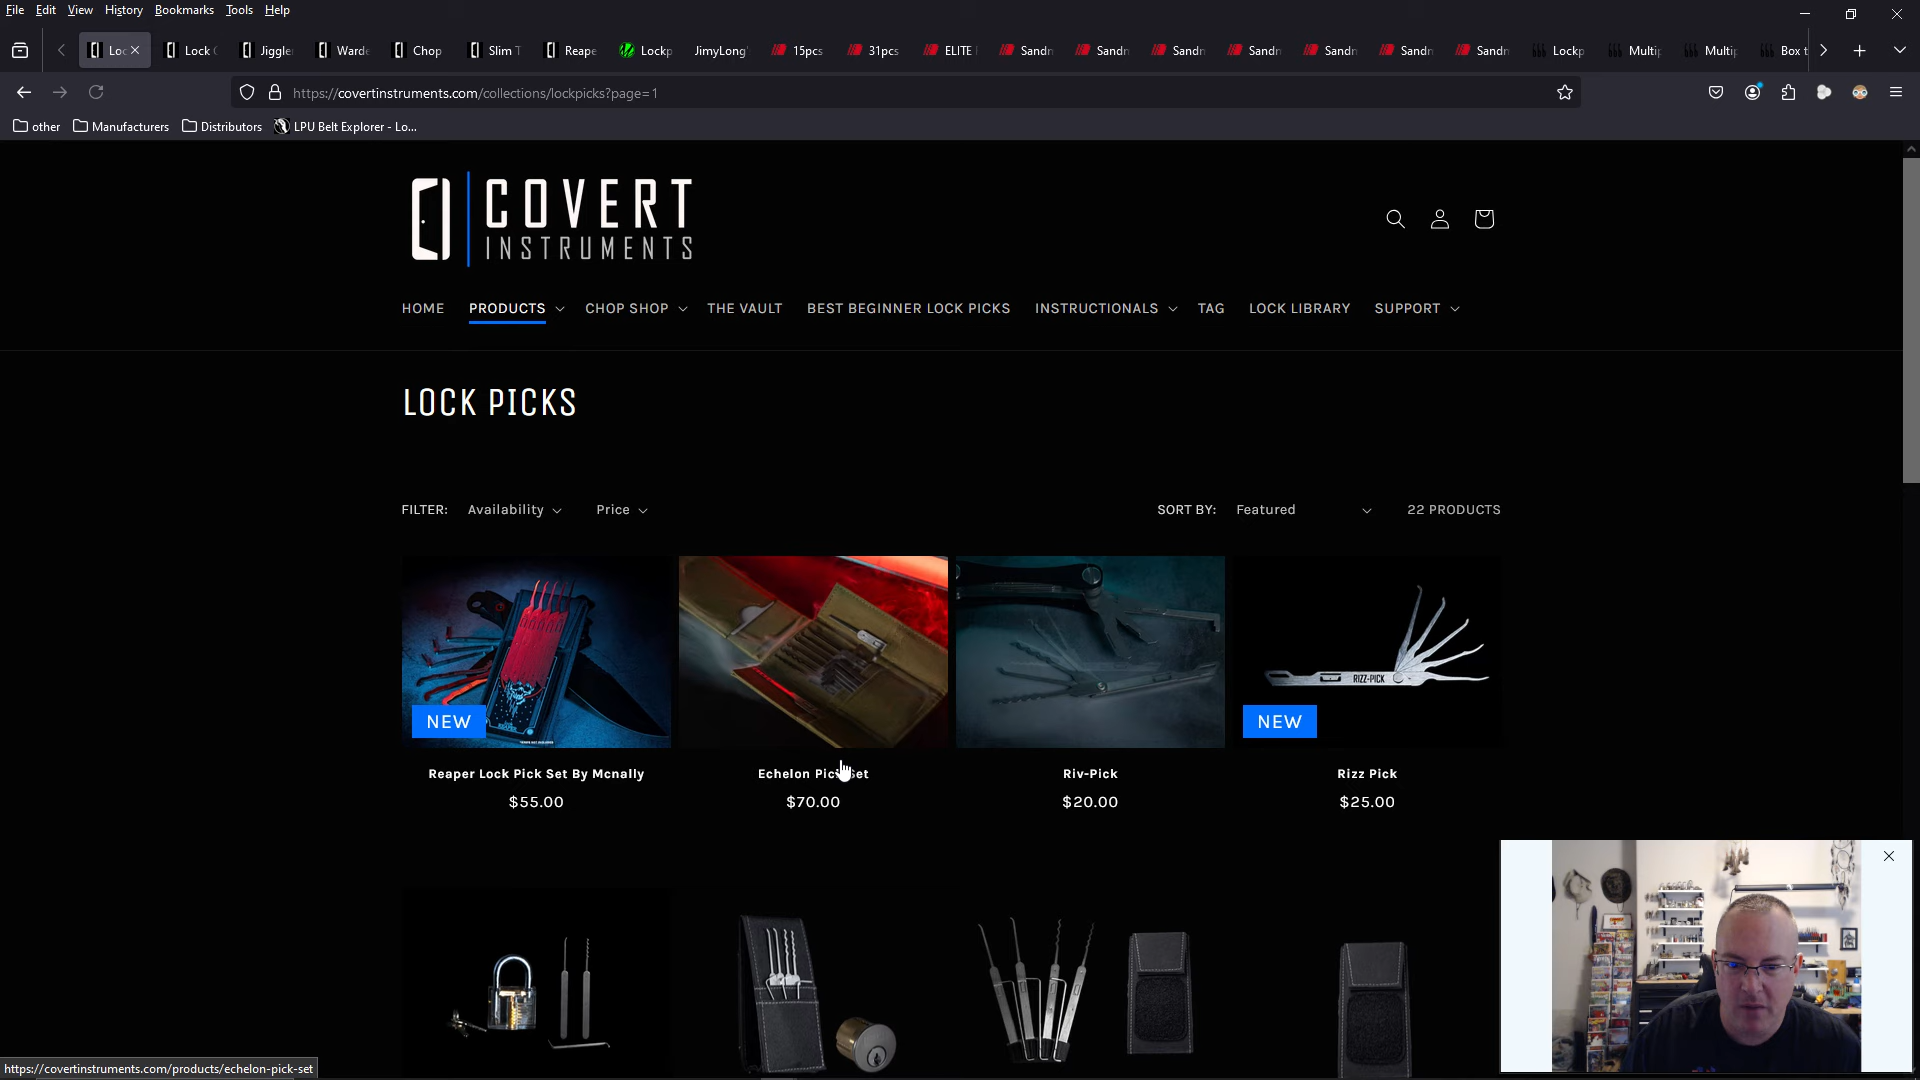 File Edit View History Bookmarks Tools Help
Loc Lock C Jiggle Warde Chop Slim T Reape Lockp JimyLong' 15pcs 31pcs ELITE Sandn Sandn Sandn Sandn Sandn Sandn Sandn Lockp Multip Multip Box t
https://covertinstruments.com/collections/lockpicks?page=1
other Manufacturers Distributors LPU Belt Explorer - Lo...
COVERT
INSTRUMENTS
HOME PRODUCTS CHOP SHOP THE VAULT BEST BEGINNER LOCK PICKS INSTRUCTIONALS TAG LOCK LIBRARY SUPPORT
LOCK PICKS
FILTER: Availability Price SORT BY: Featured 22 PRODUCTS
RIZZ-PICK
NEW NEW
Reaper Lock Pick Set By Mcnally Echelon Pick Set Riv-Pick Rizz Pick
$55.00 $70.00 $20.00 $25.00
https://covertinstruments.com/products/echelon-pick-set